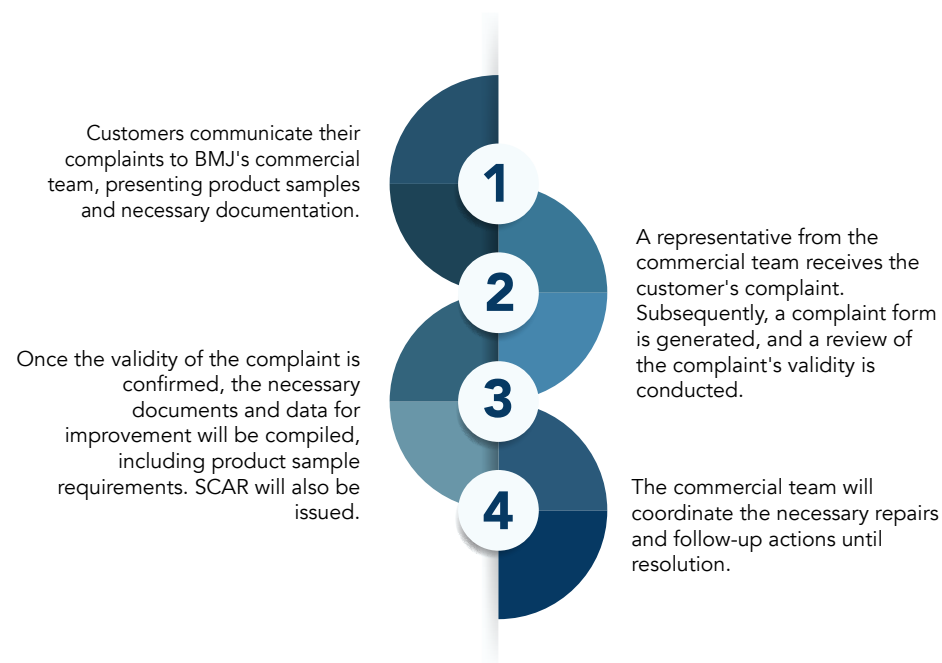 1
Customers communicate their
complaints to BMJ's commercial
team, presenting product samples
and necessary documentation.
2
A representative from the
commercial team receives the
customer's complaint.
Subsequently, a complaint form
is generated, and a review of
the complaint's validity is
conducted.
3
Once the validity of the complaint is
confirmed, the necessary
documents and data for
improvement will be compiled,
including product sample
requirements. SCAR will also be
issued.
4
The commercial team will
coordinate the necessary repairs
and follow-up actions until
resolution.